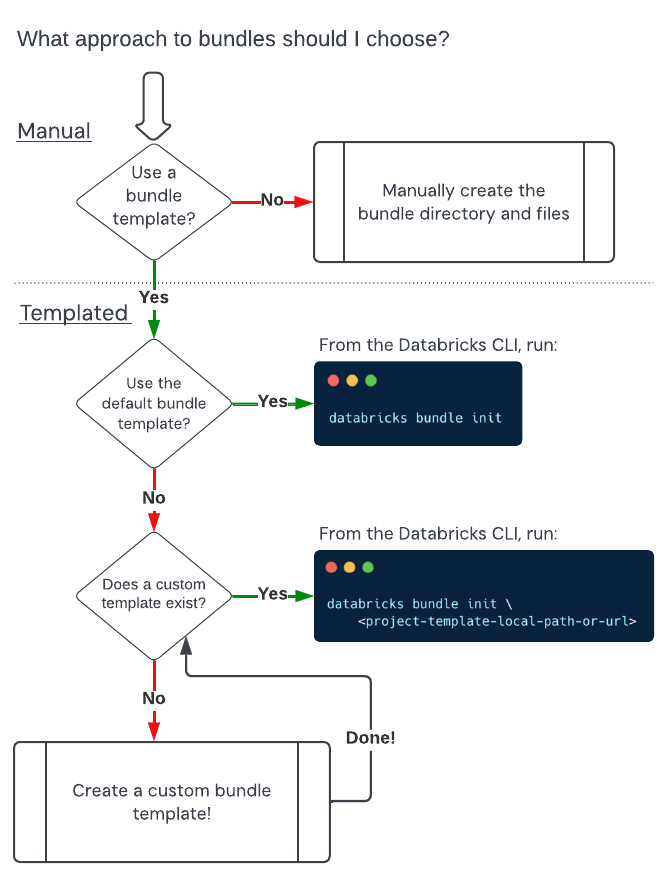 What approach to bundles should I choose?
Manual
Use a
bundle
template?
No
Manually create the
bundle directory and files
Yes
Templated
From the Databricks CLI, run:
Use the
default bundle
template?
Yes
databricks bundle init
No
From the Databricks CLI, run:
Does a custom
template exist?
Yes
databricks bundle init \
<project-template-local-path-or-url>
No
Done!
Create a custom bundle
template!